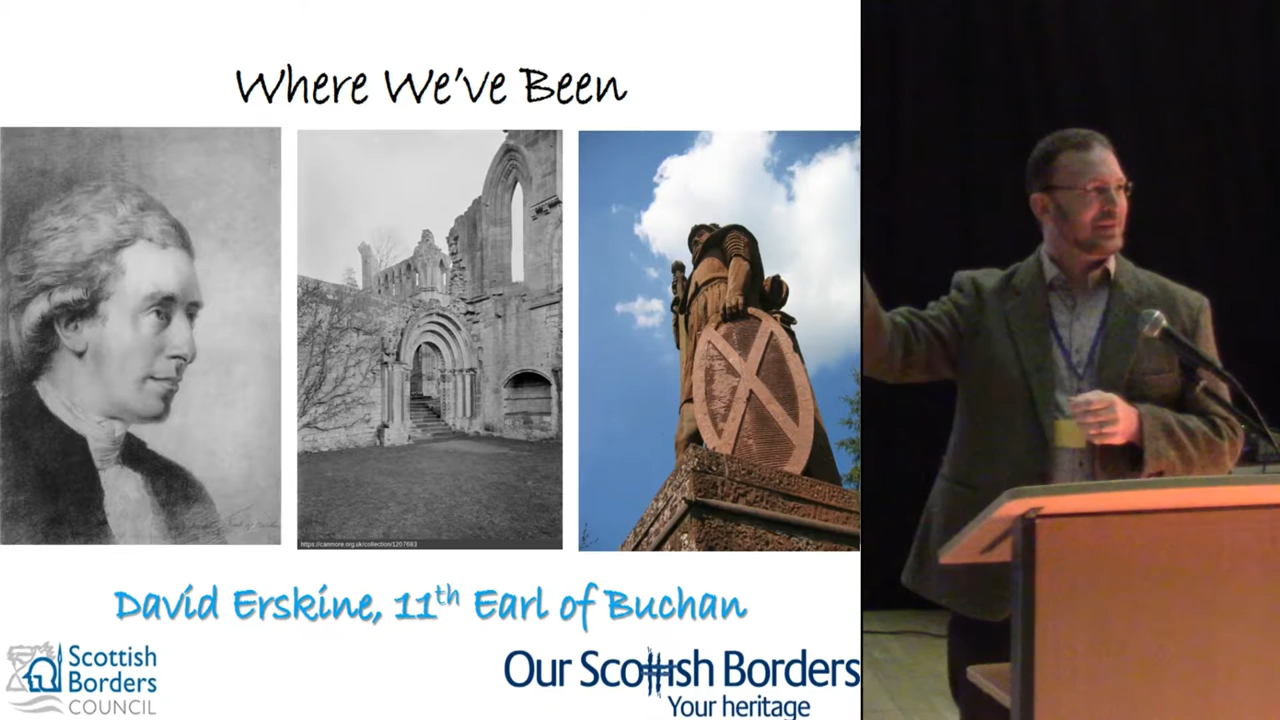 Where We've Been
https://canmore.org.uk/collection/1207683
David Erskine, 11th Earl of Buchan
Scottish
Borders
COUNCIL
Our Scottish Borders
Your heritage